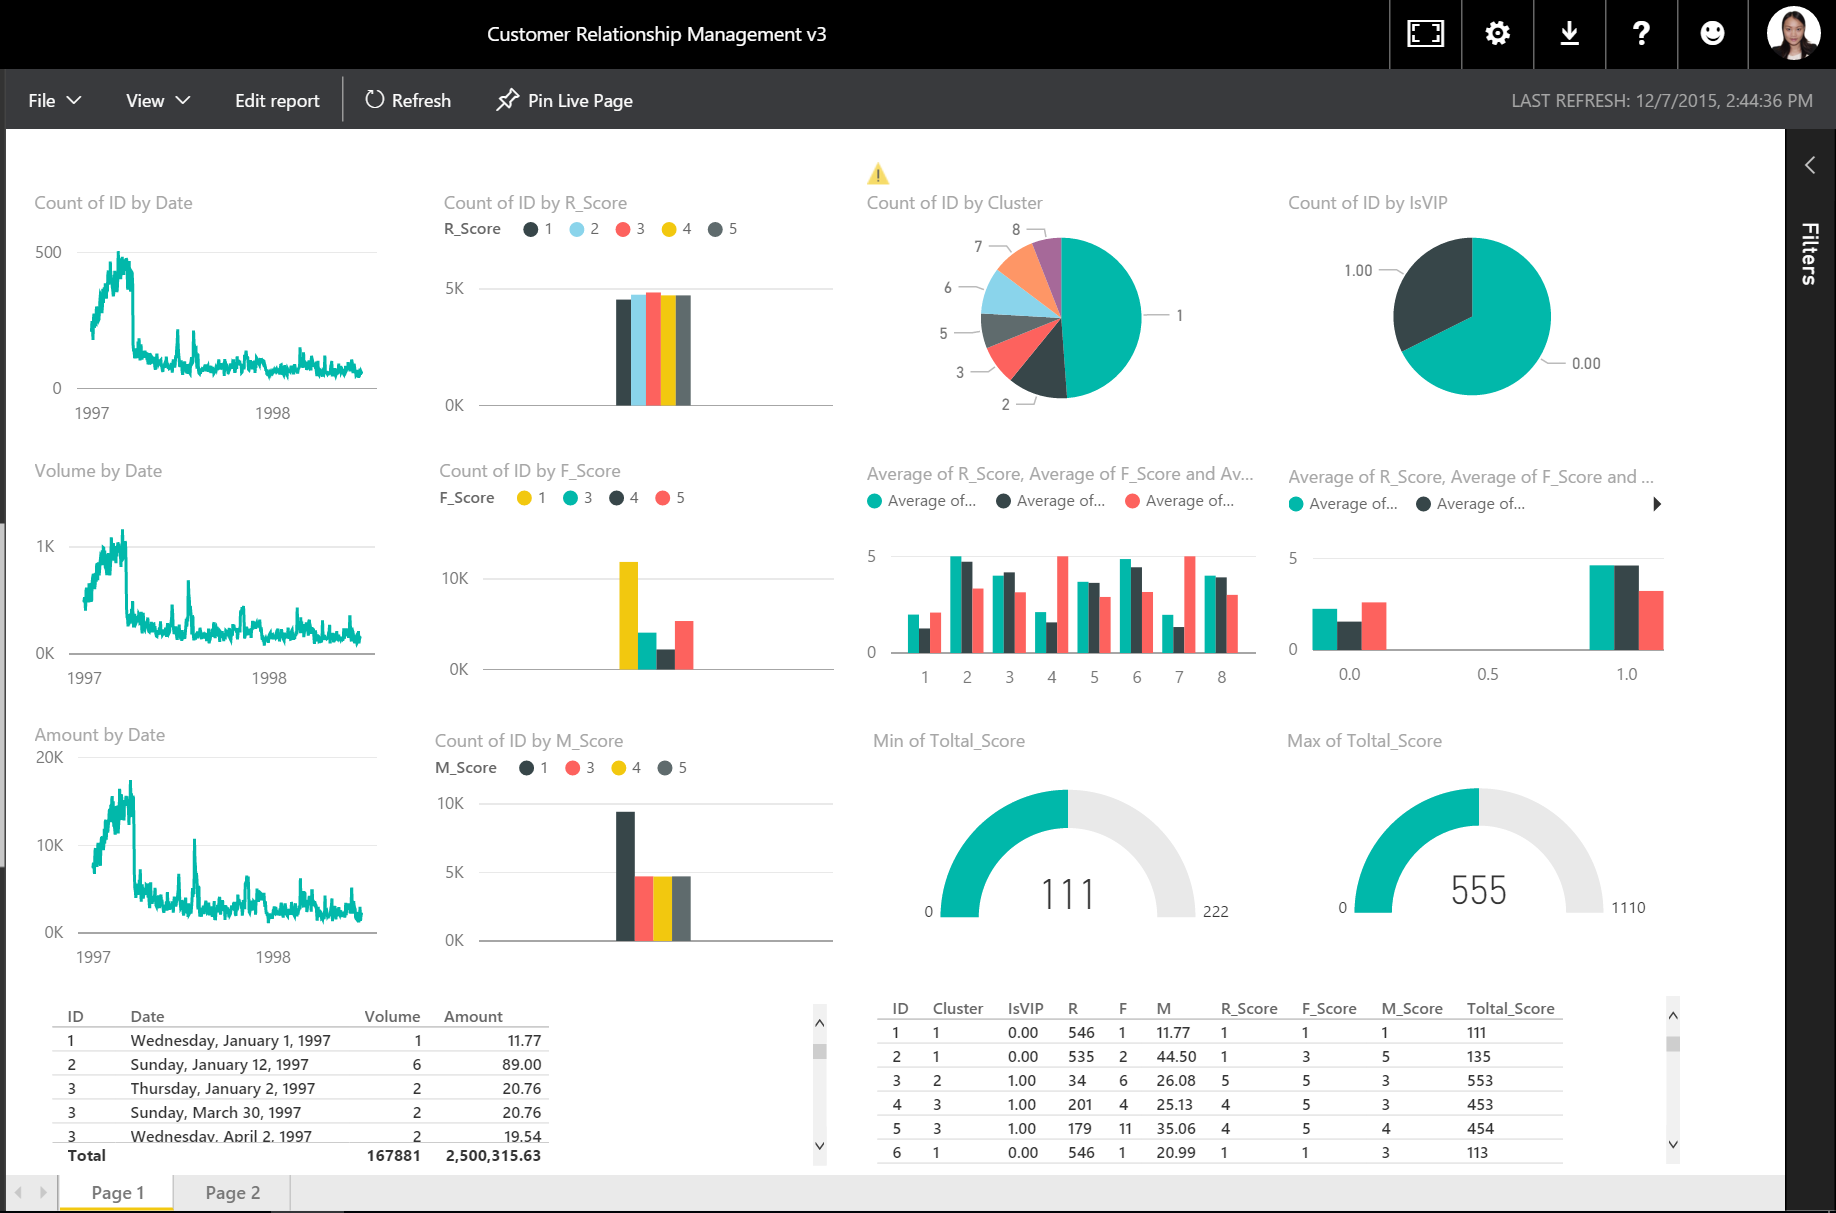 Customer Relationship Management v3
File View Edit report Refresh Pin Live Page LAST REFRESH: 12/7/2015, 2:44:36 PM
Filters
Count of ID by Date
500
0
1997 1998
Count of ID by R_Score
R_Score 1 2 3 4 5
5K
0K
Count of ID by Cluster
8
7
6
5
3
2
1
Count of ID by IsVIP
1.00
0.00
Volume by Date
1K
0K
1997 1998
Count of ID by F_Score
F_Score 1 3 4 5
10K
0K
Average of R_Score, Average of F_Score and Av...
Average of... Average of... Average of...
5
0
1 2 3 4 5 6 7 8
Average of R_Score, Average of F_Score and ...
Average of... Average of...
5
0
0.0 0.5 1.0
Amount by Date
20K
10K
0K
1997 1998
Count of ID by M_Score
M_Score 1 3 4 5
10K
5K
0K
Min of Toltal_Score
111
0 222
Max of Toltal_Score
555
0 1110
ID Date Volume Amount
1 Wednesday, January 1, 1997 1 11.77
2 Sunday, January 12, 1997 6 89.00
3 Thursday, January 2, 1997 2 20.76
3 Sunday, March 30, 1997 2 20.76
3 Wednesday, April 2, 1997 2 19.54
Total 167881 2,500,315.63
ID Cluster IsVIP R F M R_Score F_Score M_Score Toltal_Score
1 1 0.00 546 1 11.77 1 1 1 111
2 1 0.00 535 2 44.50 1 3 5 135
3 2 1.00 34 6 26.08 5 5 3 553
4 3 1.00 201 4 25.13 4 5 3 453
5 3 1.00 179 11 35.06 4 5 4 454
6 1 0.00 546 1 20.99 1 1 3 113
Page 1 Page 2